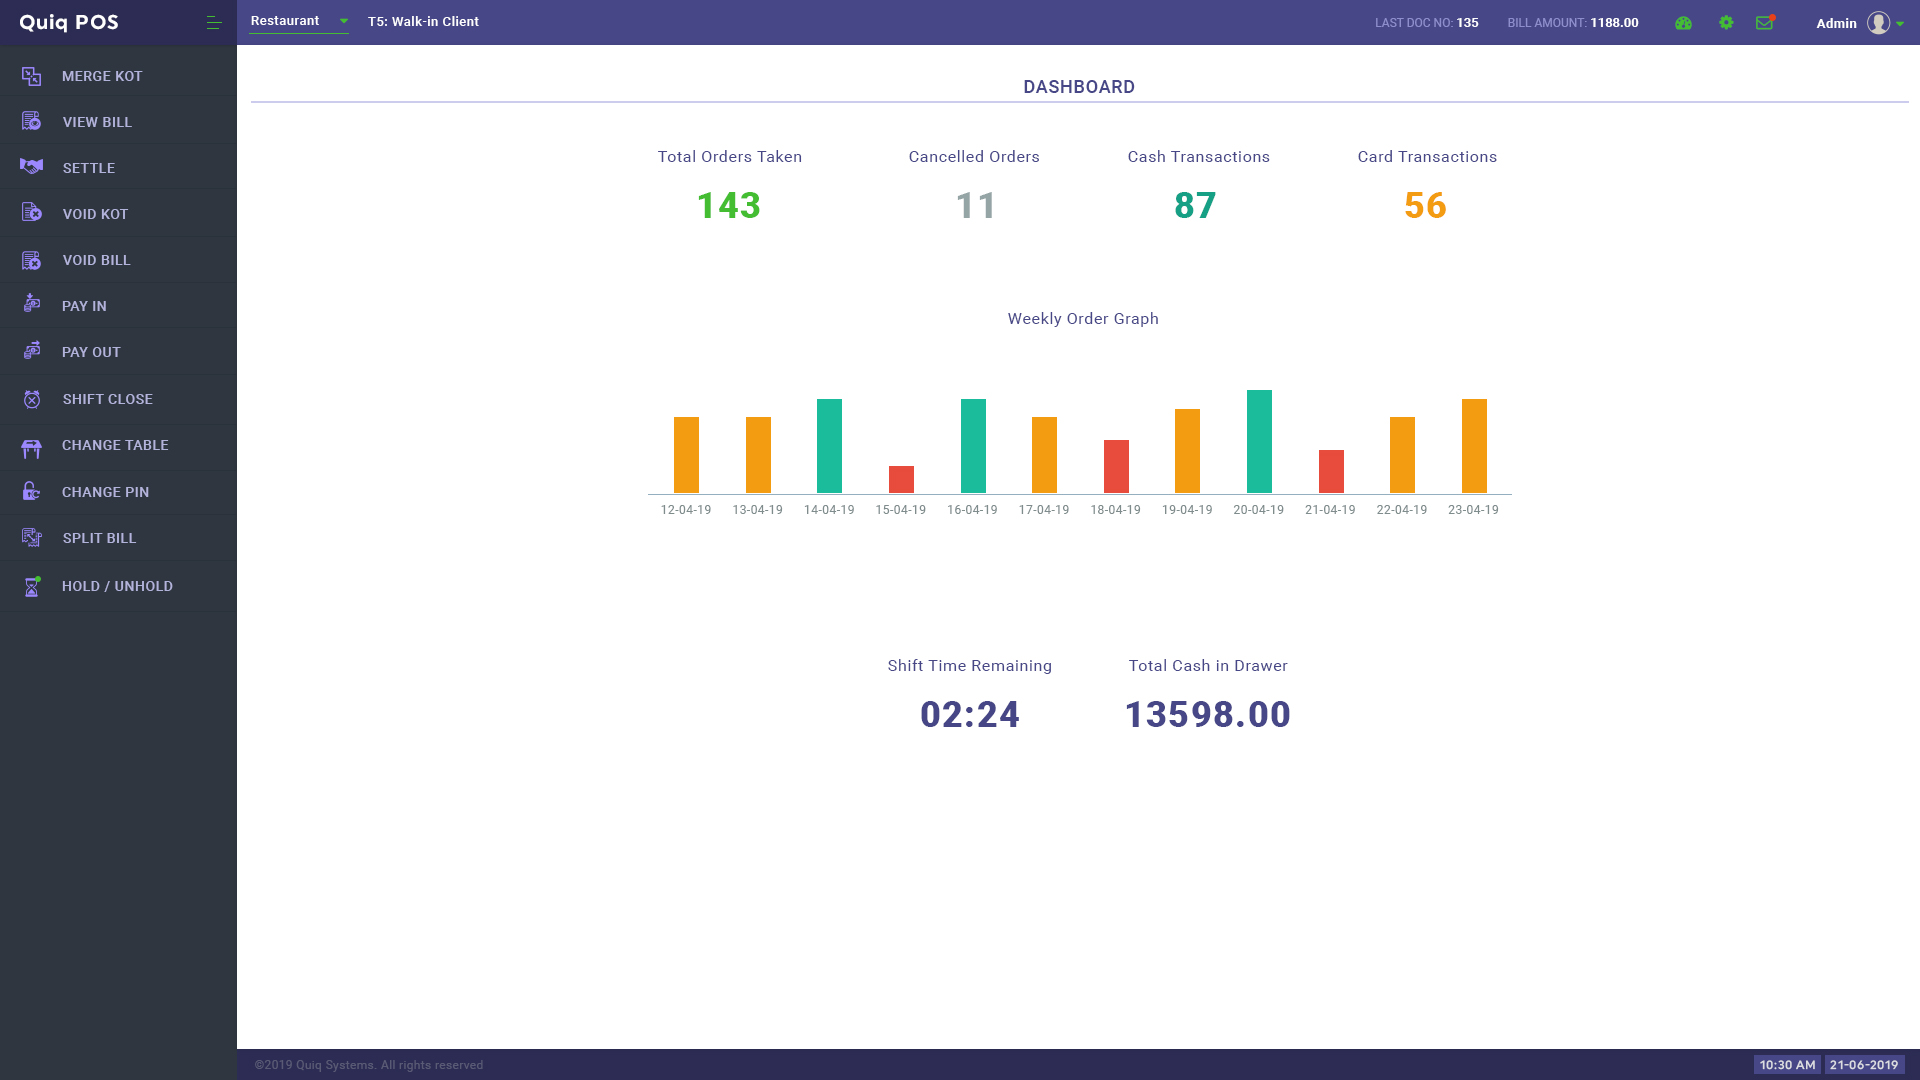 Quiq POS
Restaurant
T5: Walk-in Client
LAST DOC NO: 135
BILL AMOUNT: 1188.00
Admin
MERGE KOT
VIEW BILL
SETTLE
VOID KOT
VOID BILL
PAY IN
PAY OUT
SHIFT CLOSE
CHANGE TABLE
CHANGE PIN
SPLIT BILL
HOLD / UNHOLD
DASHBOARD
Total Orders Taken
143
Cancelled Orders
11
Cash Transactions
87
Card Transactions
56
Weekly Order Graph
12-04-19 13-04-19 14-04-19 15-04-19 16-04-19 17-04-19 18-04-19 19-04-19 20-04-19 21-04-19 22-04-19 23-04-19
Shift Time Remaining
02:24
Total Cash in Drawer
13598.00
©2019 Quiq Systems. All rights reserved
10:30 AM
21-06-2019